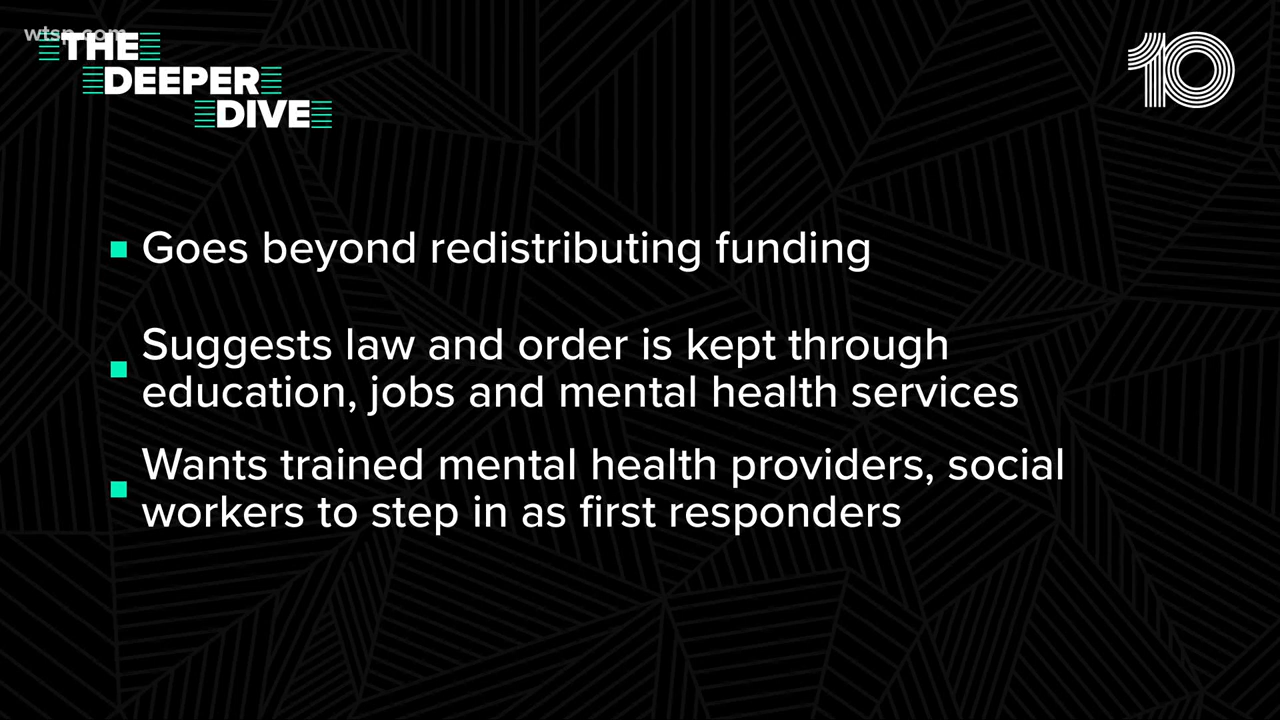 wtsp.com
THE
DEEPER
DIVE
10
Goes beyond redistributing funding
Suggests law and order is kept through
education, jobs and mental health services
Wants trained mental health providers, social
workers to step in as first responders